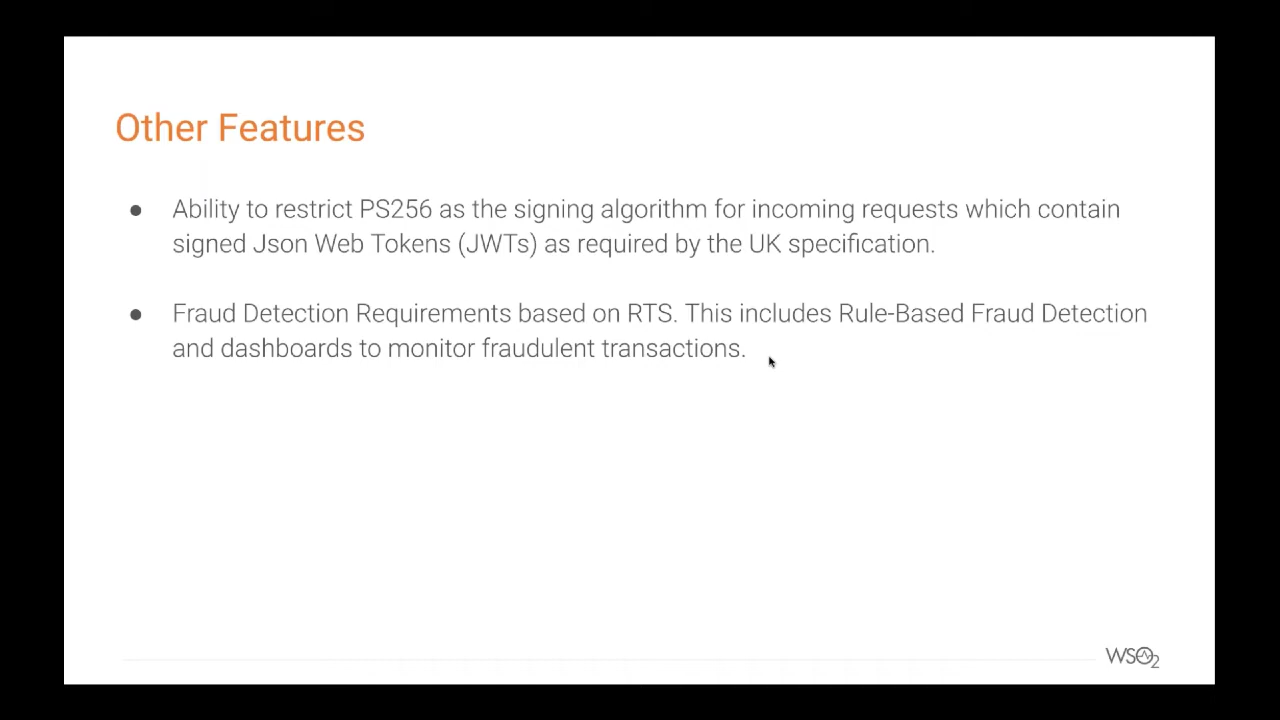 Other Features
● Ability to restrict PS256 as the signing algorithm for incoming requests which contain
signed Json Web Tokens (JWTs) as required by the UK specification.
● Fraud Detection Requirements based on RTS. This includes Rule-Based Fraud Detection
and dashboards to monitor fraudulent transactions.
WSO2